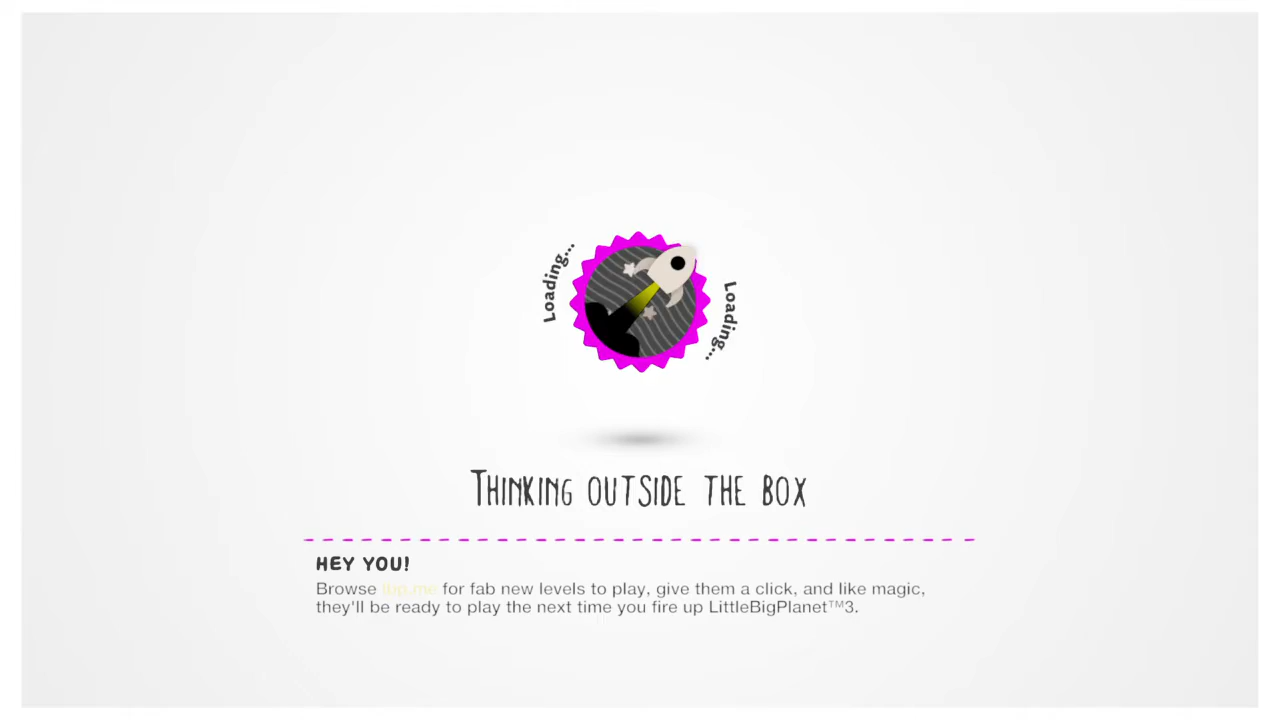 Loading...
Loading...
THINKING OUTSIDE THE BOX
HEY YOU!
Browse lbp.me for fab new levels to play, give them a click, and like magic,
they'll be ready to play the next time you fire up LittleBigPlanet™3.